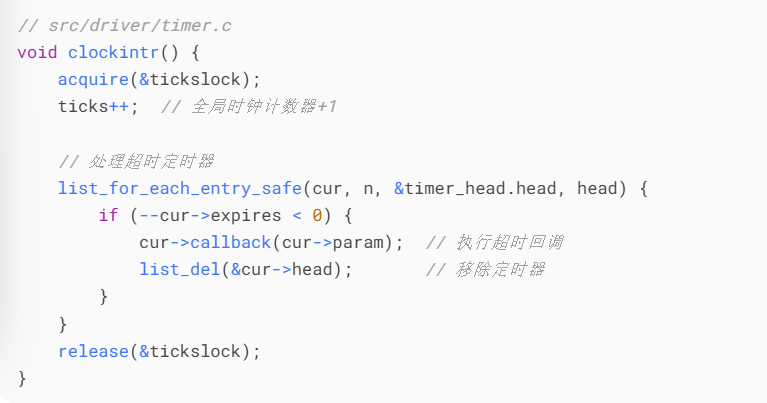 // src/driver/timer.c
void clockintr() {
    acquire(&tickslock);
    ticks++;  // 全局时钟计数器+1

    // 处理超时定时器
    list_for_each_entry_safe(cur, n, &timer_head.head, head) {
        if (--cur->expires < 0) {
            cur->callback(cur->param);  // 执行超时回调
            list_del(&cur->head);       // 移除定时器
        }
    }
    release(&tickslock);
}